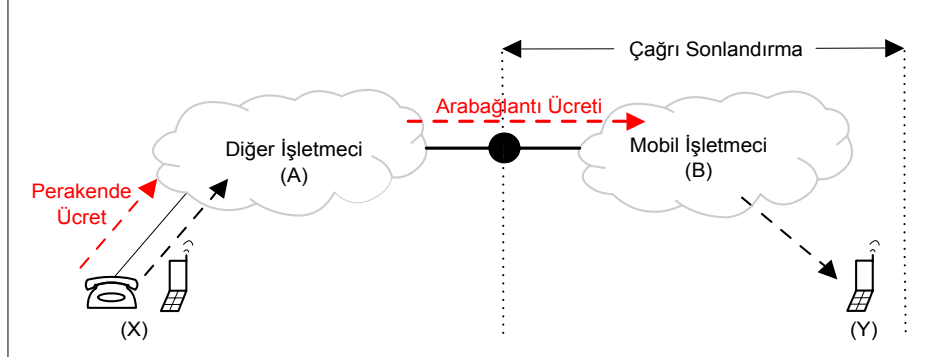 Çağrı Sonlandırma
Arabağlantı Ücreti
Diğer İşletmeci
(A)
Mobil İşletmeci
(B)
Perakende
Ücret
(X)
(Y)